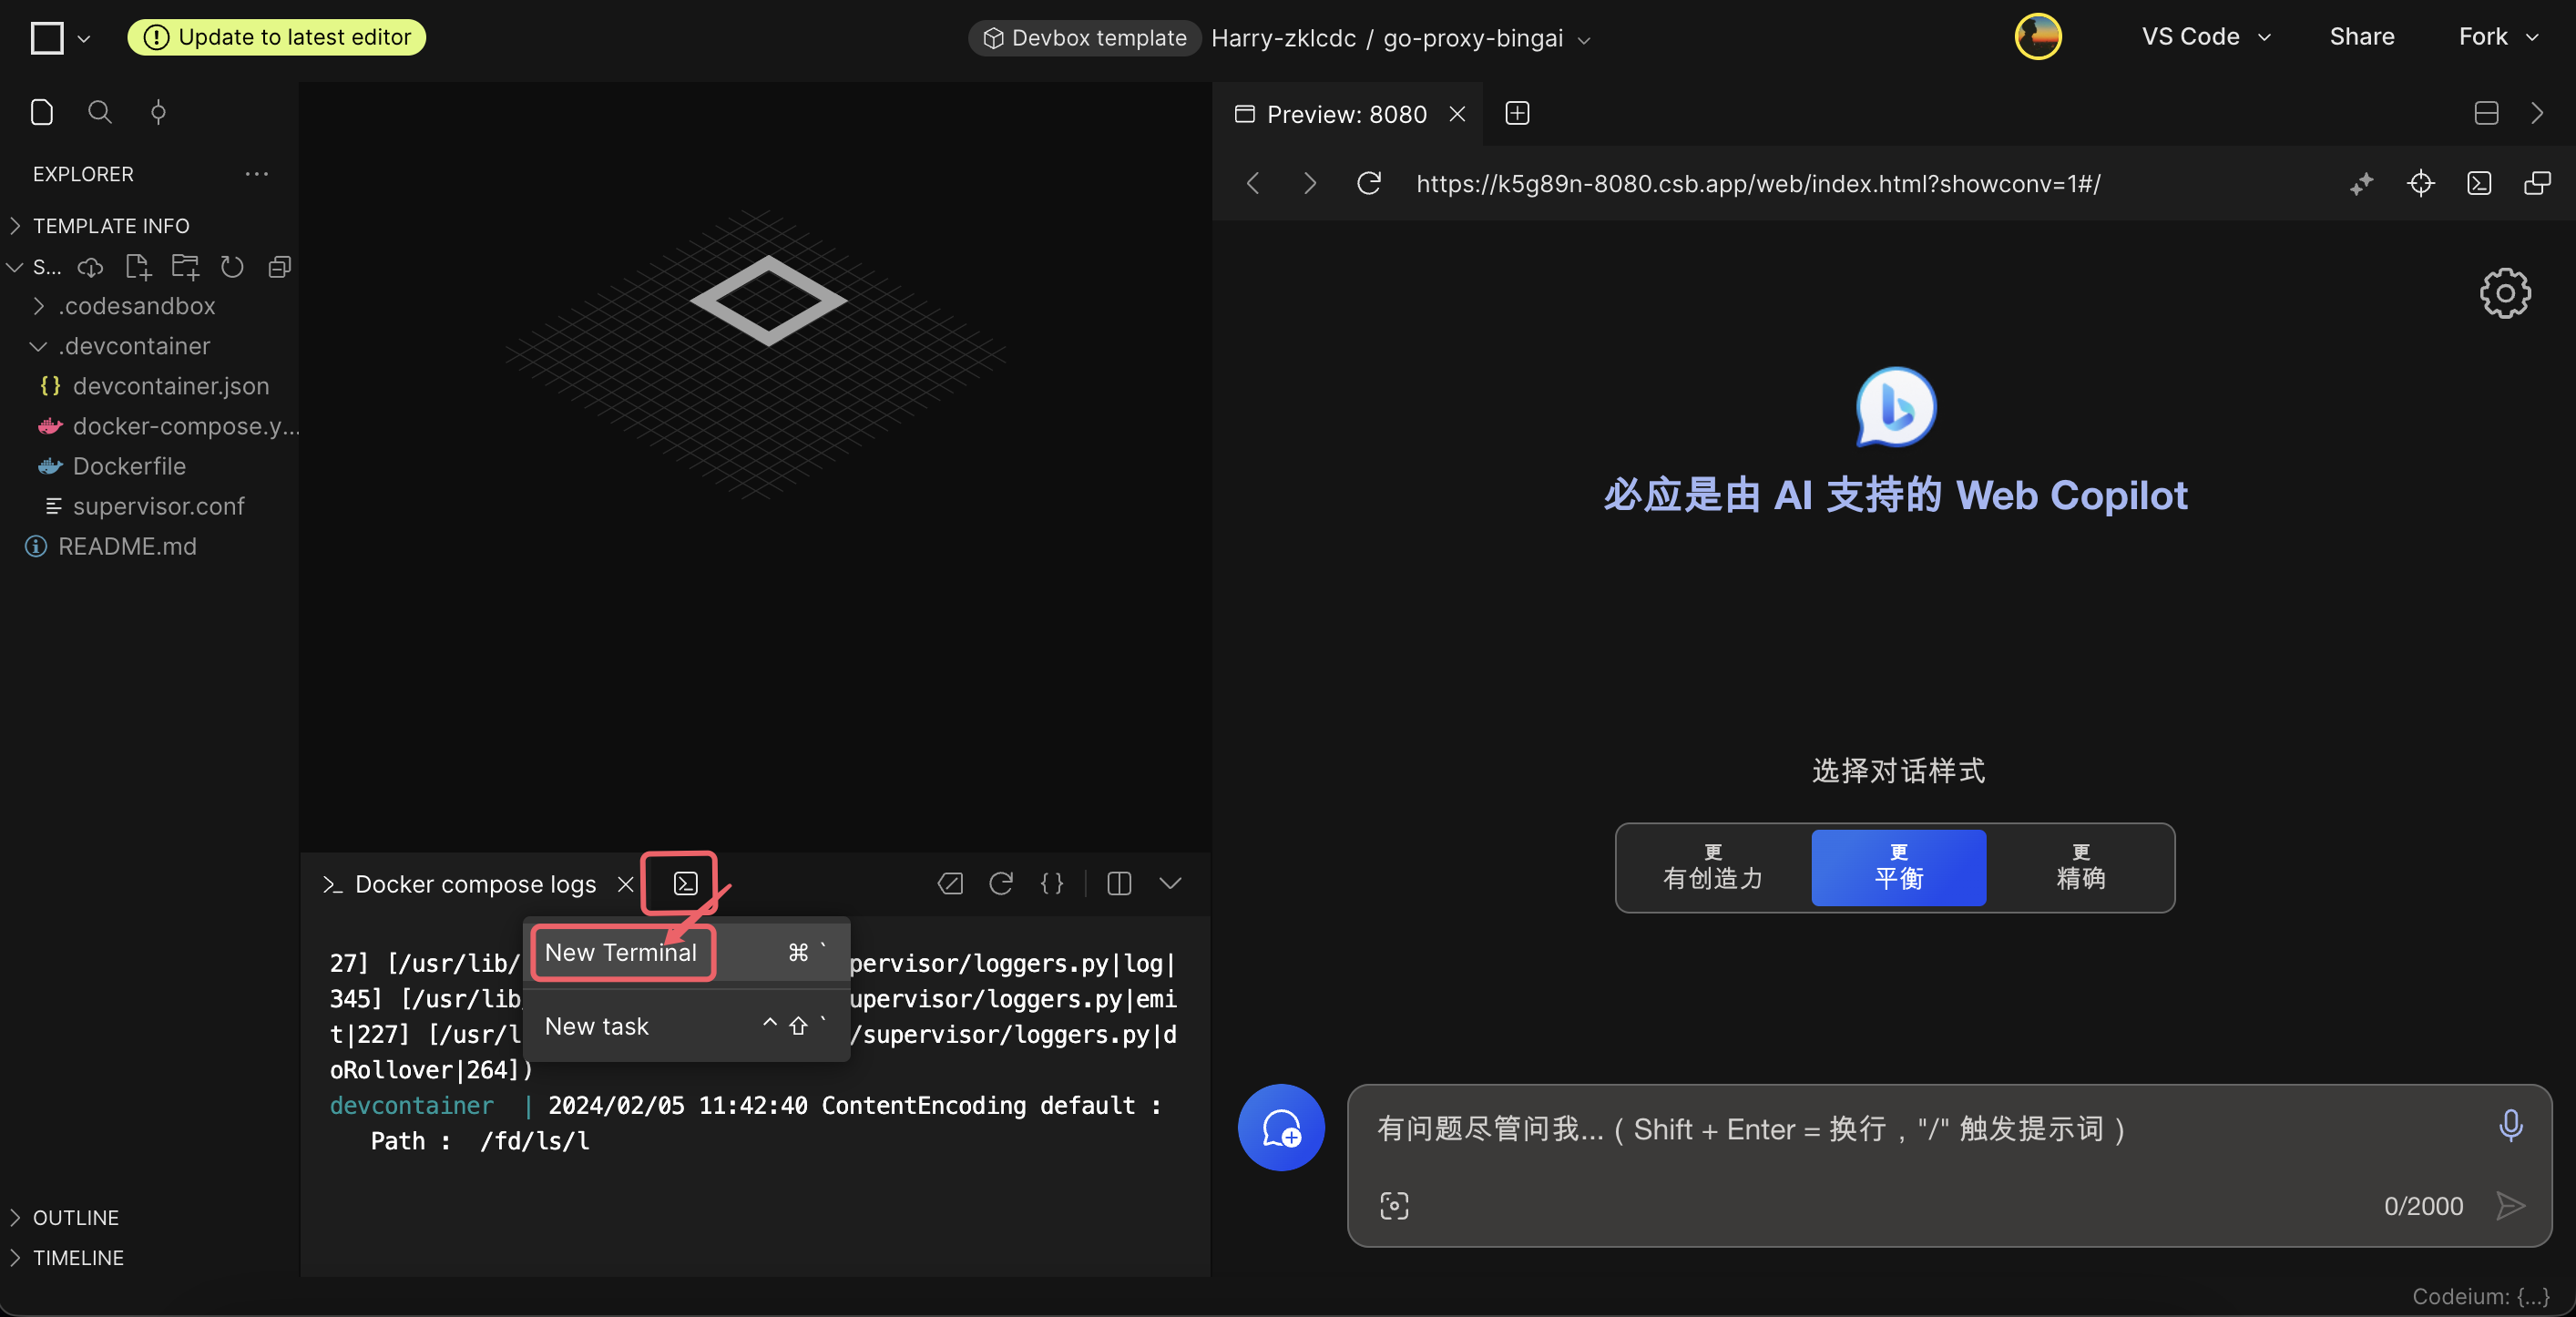 Update to latest editor
Devbox template
Harry-zklcdc / go-proxy-bingai
VS Code
Share
Fork
EXPLORER
TEMPLATE INFO
S...
.codesandbox
.devcontainer
devcontainer.json
docker-compose.y...
Dockerfile
supervisor.conf
README.md
OUTLINE
TIMELINE
Docker compose logs
New Terminal ⌘ `
New task ^ ⇧ `
27] [/usr/lib/ pervisor/loggers.py|log|
345] [/usr/lib upervisor/loggers.py|emi
t|227] [/usr/l /supervisor/loggers.py|d
oRollover|264])
devcontainer | 2024/02/05 11:42:40 ContentEncoding default :
Path : /fd/ls/l
Preview: 8080
https://k5g89n-8080.csb.app/web/index.html?showconv=1#/
必应是由 AI 支持的 Web Copilot
选择对话样式
更
有创造力
更
平衡
更
精确
有问题尽管问我... ( Shift + Enter = 换行，"/" 触发提示词 )
0/2000
Codeium: {...}